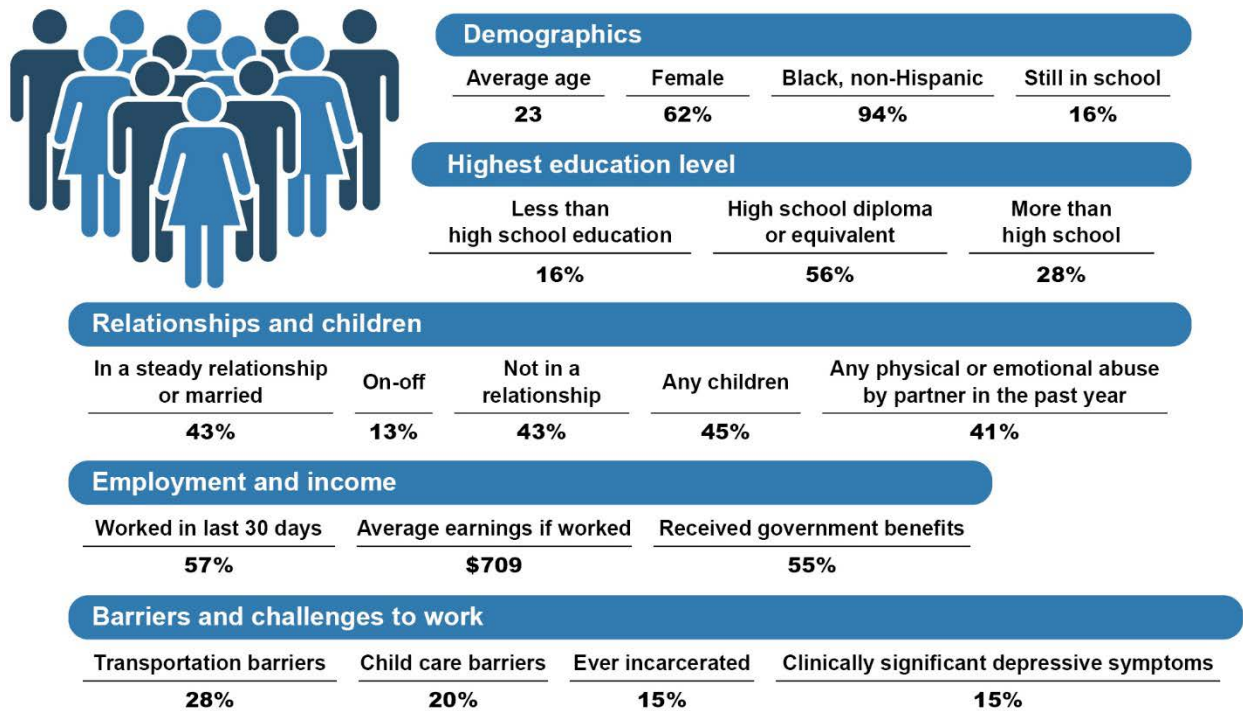 Demographics
Average age Female Black, non-Hispanic Still in school
23 62% 94% 16%
Highest education level
Less than High school diploma More than
high school education or equivalent high school
16% 56% 28%
Relationships and children
In a steady relationship On-off Not in a Any children Any physical or emotional abuse
or married relationship by partner in the past year
43% 13% 43% 45% 41%
Employment and income
Worked in last 30 days Average earnings if worked Received government benefits
57% $709 55%
Barriers and challenges to work
Transportation barriers Child care barriers Ever incarcerated Clinically significant depressive symptoms
28% 20% 15% 15%